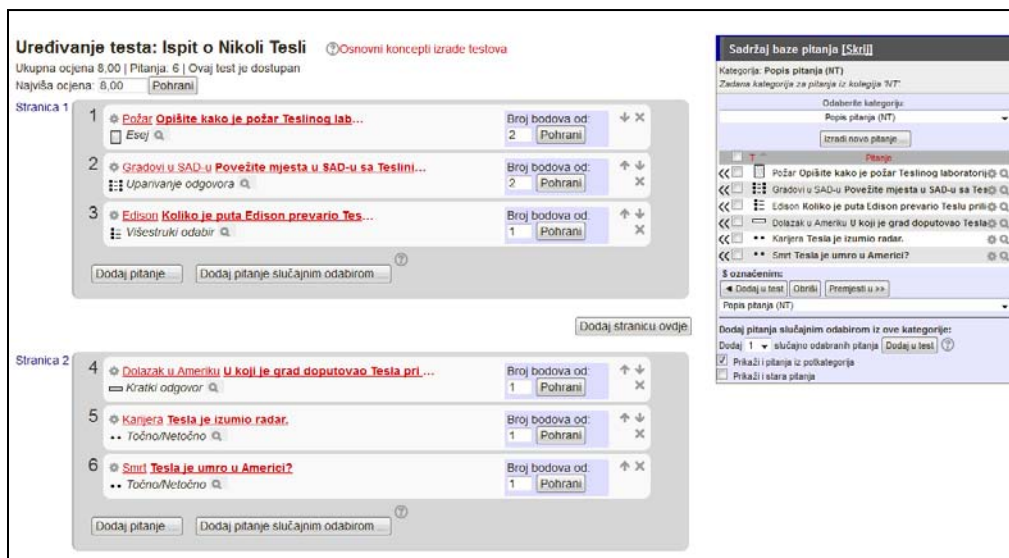 Uređivanje testa: Ispit o Nikoli Tesli Osnovni koncepti izrade testova
Ukupna ocjena 8,00 | Pitanja: 6 | Ovaj test je dostupan
Najviša ocjena: 8,00 Pohrani
Stranica 1
1 Požar Opišite kako je požar Teslinog lab...
Esej
Broj bodova od:
2 Pohrani
2 Gradovi u SAD-u Povežite mjesta u SAD-u sa Teslini...
Uparivanje odgovora
Broj bodova od:
2 Pohrani
3 Edison Koliko je puta Edison prevario Tes...
Višestruki odabir
Broj bodova od:
1 Pohrani
Dodaj pitanje ... Dodaj pitanje slučajnim odabirom ...
Dodaj stranicu ovdje
Stranica 2
4 Dolazak u Ameriku U koji je grad doputovao Tesla pri ...
Kratki odgovor
Broj bodova od:
1 Pohrani
5 Karijera Tesla je izumio radar.
Točno/Netočno
Broj bodova od:
1 Pohrani
6 Smrt Tesla je umro u Americi?
Točno/Netočno
Broj bodova od:
1 Pohrani
Dodaj pitanje ... Dodaj pitanje slučajnim odabirom ...
Sadržaj baze pitanja [Skrij]
Kategorija: Popis pitanja (NT)
Zadana kategorija za pitanja iz kolegija 'NT'
Odaberite kategoriju:
Popis pitanja (NT)
Izradi novo pitanje ...
T Pitanje
Požar Opišite kako je požar Teslinog laboratorij
Gradovi u SAD-u Povežite mjesta u SAD-u sa Tes
Edison Koliko je puta Edison prevario Teslu prili
Dolazak u Ameriku U koji je grad doputovao Tesla
Karijera Tesla je izumio radar.
Smrt Tesla je umro u Americi?
S označenim:
Dodaj u test Obriši Premjesti u >>
Popis pitanja (NT)
Dodaj pitanja slučajnim odabirom iz ove kategorije:
Dodaj 1 slučajno odabranih pitanja Dodaj u test
Prikaži i pitanja iz potkategorija
Prikaži i stara pitanja